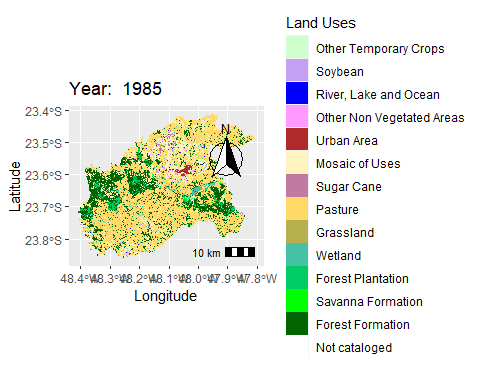 Land Uses
Other Temporary Crops
Soybean
River, Lake and Ocean
Other Non Vegetated Areas
Urban Area
Mosaic of Uses
Sugar Cane
Pasture
Grassland
Wetland
Forest Plantation
Savanna Formation
Forest Formation
Not cataloged
Year: 1985
23.4°S
23.5°S
23.6°S
23.7°S
23.8°S
Latitude
N
10 km
48.4°W 48.3°W 48.2°W 48.1°W 48.0°W 47.9°W 47.8°W
Longitude